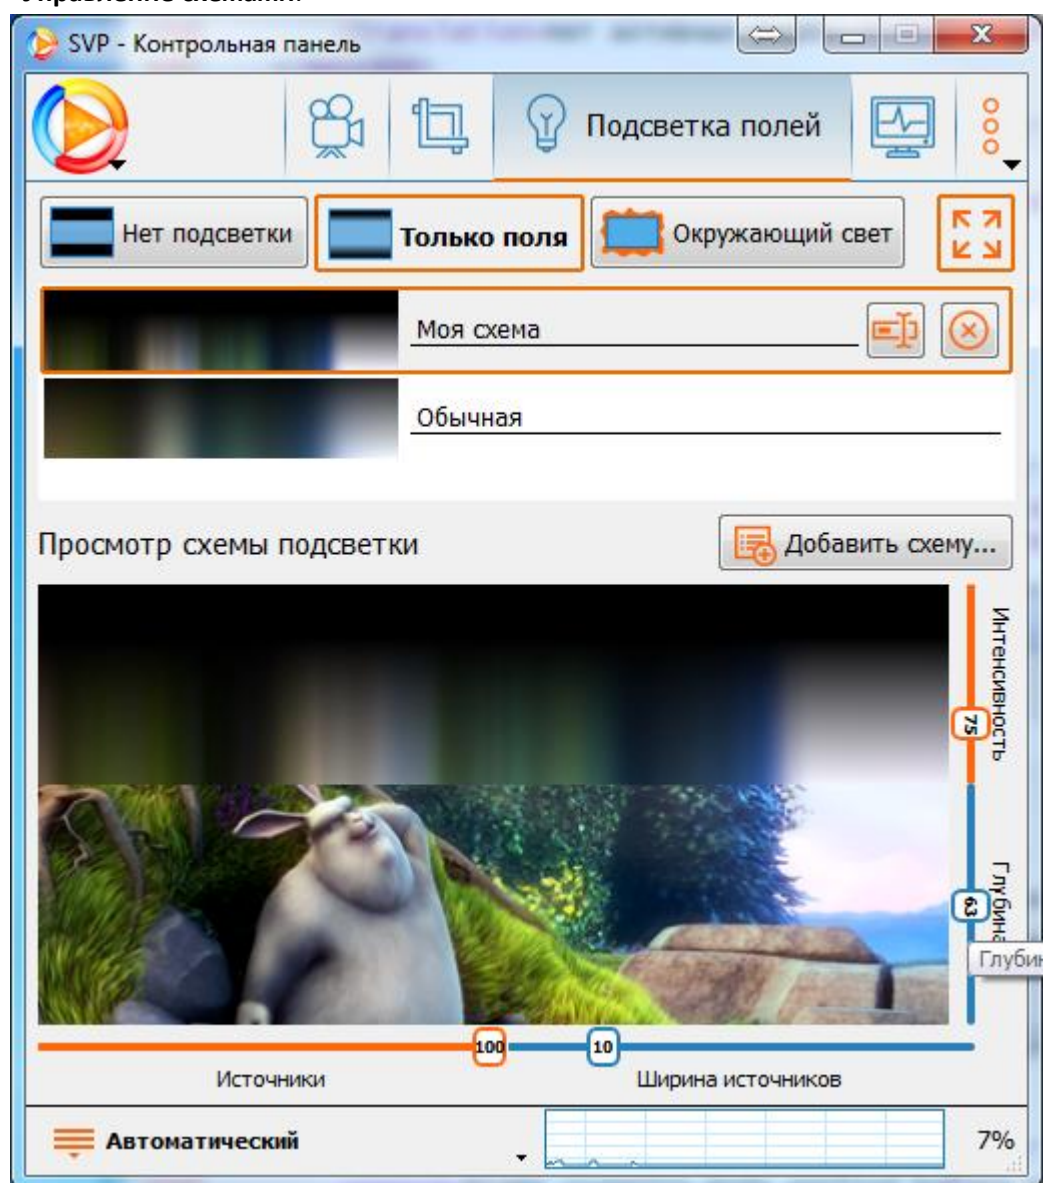 SVP - Контрольная панель
Подсветка полей
Нет подсветки
Только поля
Окружающий свет
Моя схема
Обычная
Просмотр схемы подсветки
Добавить схему...
Интенсивность
75
Глубина
63
100
10
Источники
Ширина источников
Автоматический
7%